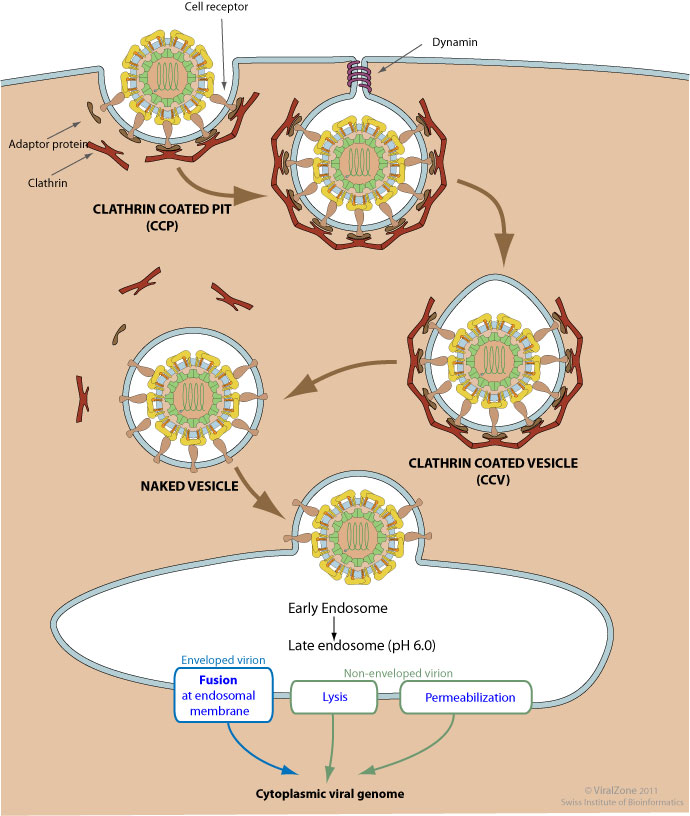 Cell receptor
Dynamin
Adaptor protein
Clathrin
CLATHRIN COATED PIT
(CCP)
CLATHRIN COATED VESICLE
(CCV)
NAKED VESICLE
Early Endosome
Late endosome (pH 6.0)
Enveloped virion
Non-enveloped virion
Fusion
at endosomal
membrane
Lysis
Permeabilization
Cytoplasmic viral genome
© ViralZone 2011
Swiss Institute of Bioinformatics